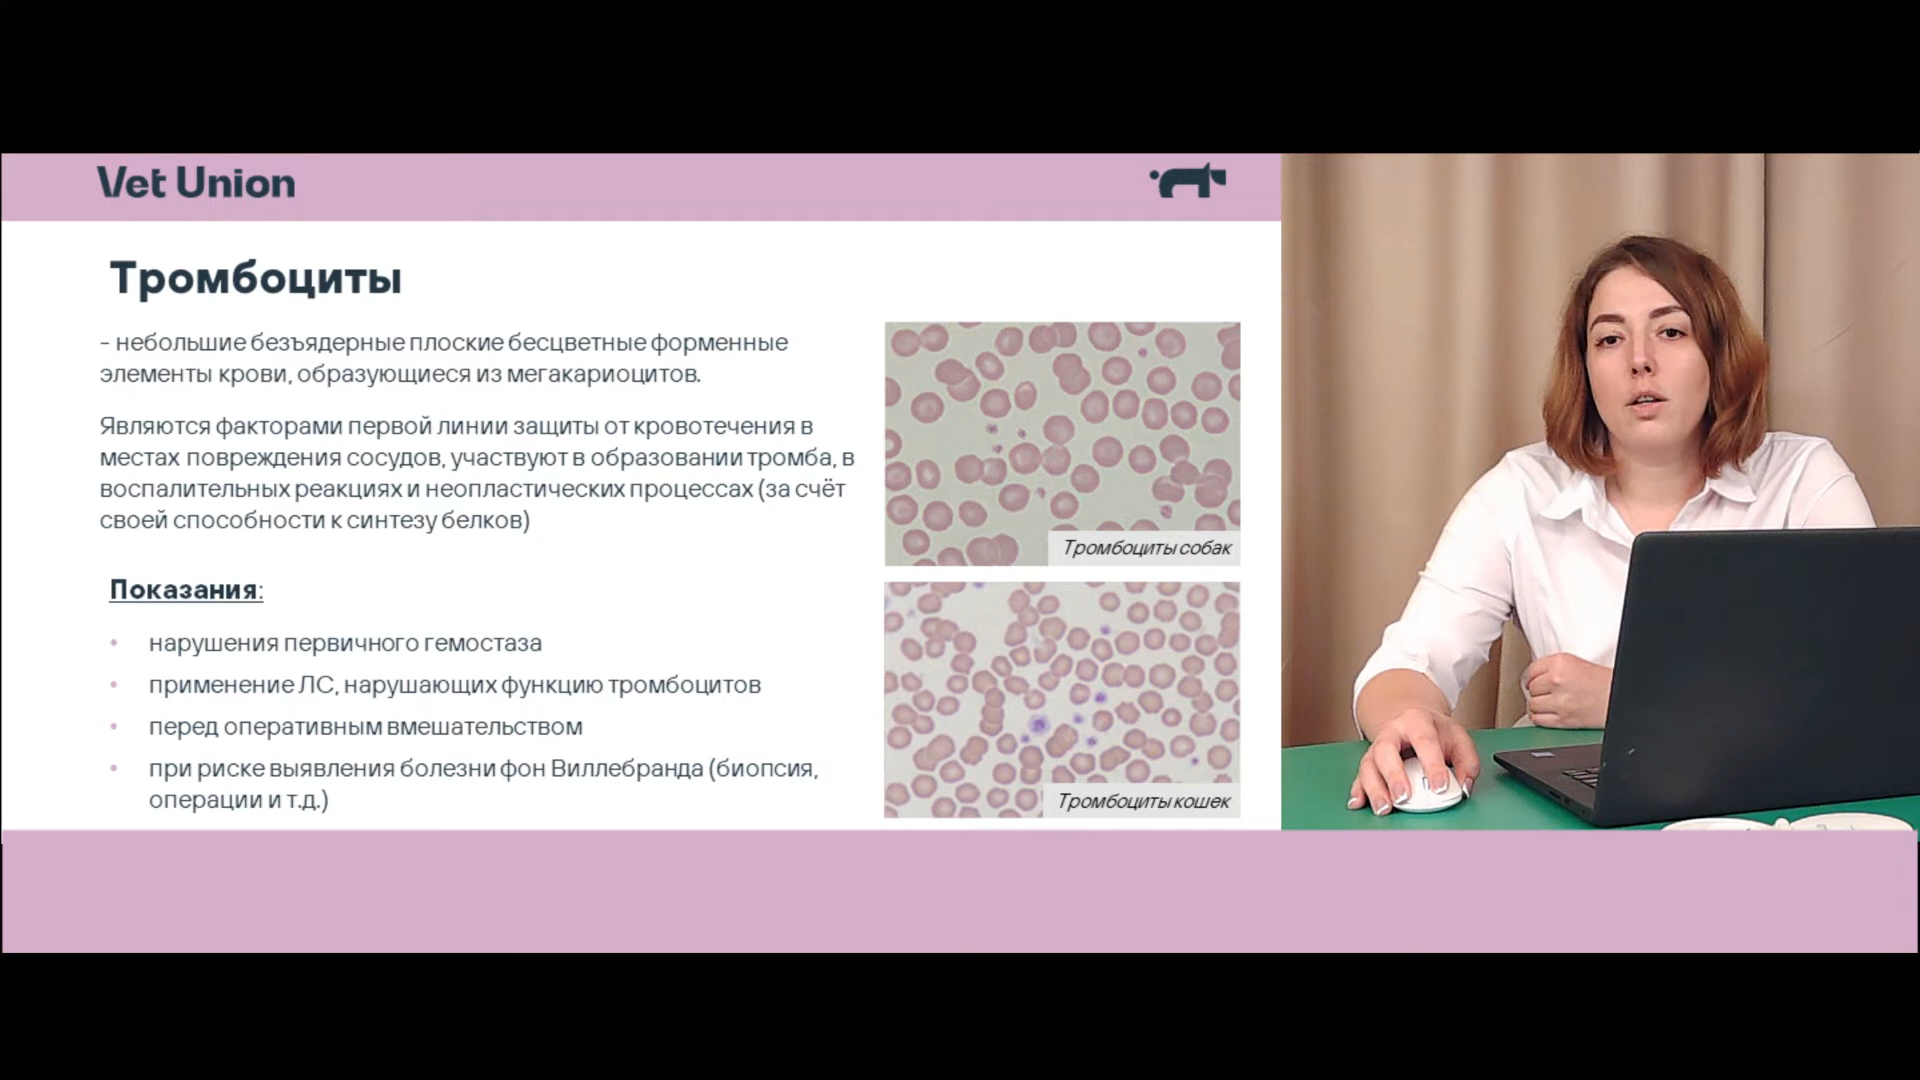 Vet Union
Тромбоциты
- небольшие безъядерные плоские бесцветные форменные
элементы крови, образующиеся из мегакариоцитов.
Являются факторами первой линии защиты от кровотечения в
местах повреждения сосудов, участвуют в образовании тромба, в
воспалительных реакциях и неопластических процессах (за счёт
своей способности к синтезу белков)
Показания:
• нарушения первичного гемостаза
• применение ЛС, нарушающих функцию тромбоцитов
• перед оперативным вмешательством
• при риске выявления болезни фон Виллебранда (биопсия,
операции и т.д.)
Тромбоциты собак
Тромбоциты кошек